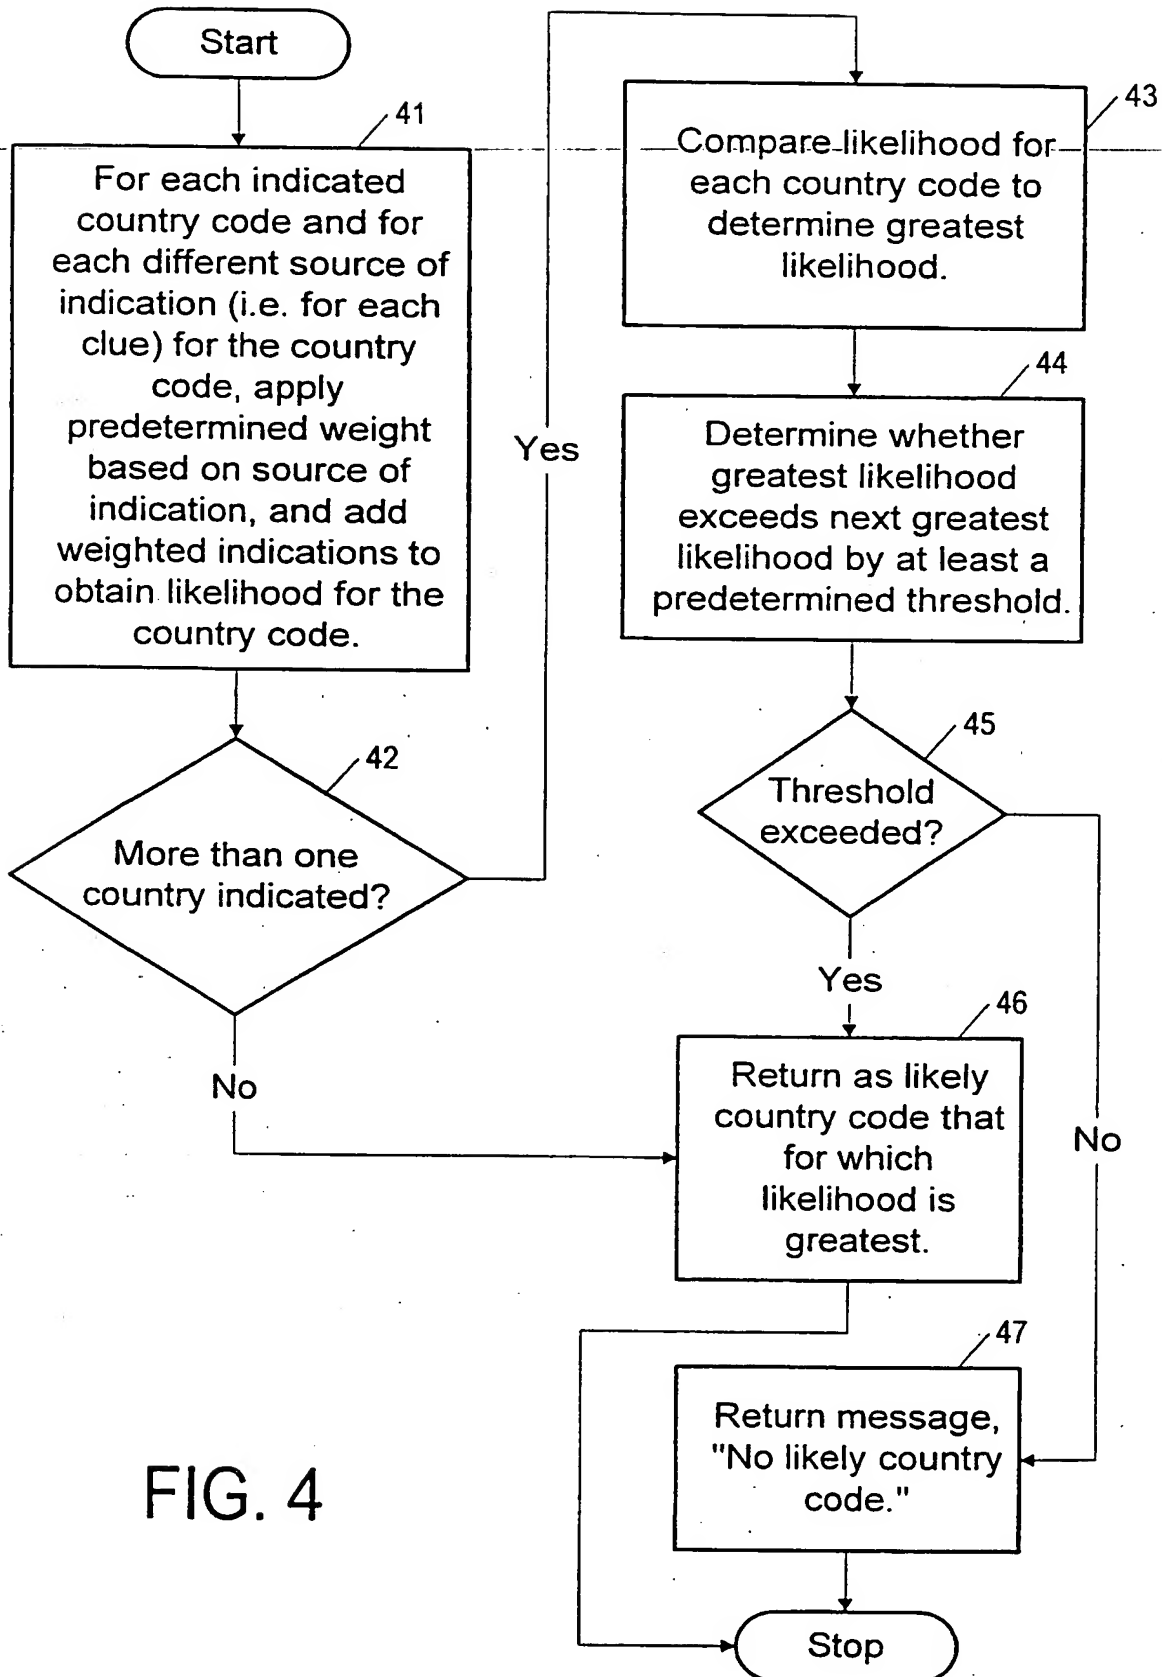 Start
41
For each indicated
country code and for
each different source of
indication (i.e. for each
clue) for the country
code, apply
predetermined weight
based on source of
indication, and add
weighted indications to
obtain likelihood for the
country code.
42
More than one
country indicated?
Yes
No
43
Compare likelihood for
each country code to
determine greatest
likelihood.
44
Determine whether
greatest likelihood
exceeds next greatest
likelihood by at least a
predetermined threshold.
45
Threshold
exceeded?
Yes
No
46
Return as likely
country code that
for which
likelihood is
greatest.
47
Return message,
"No likely country
code."
Stop
FIG. 4